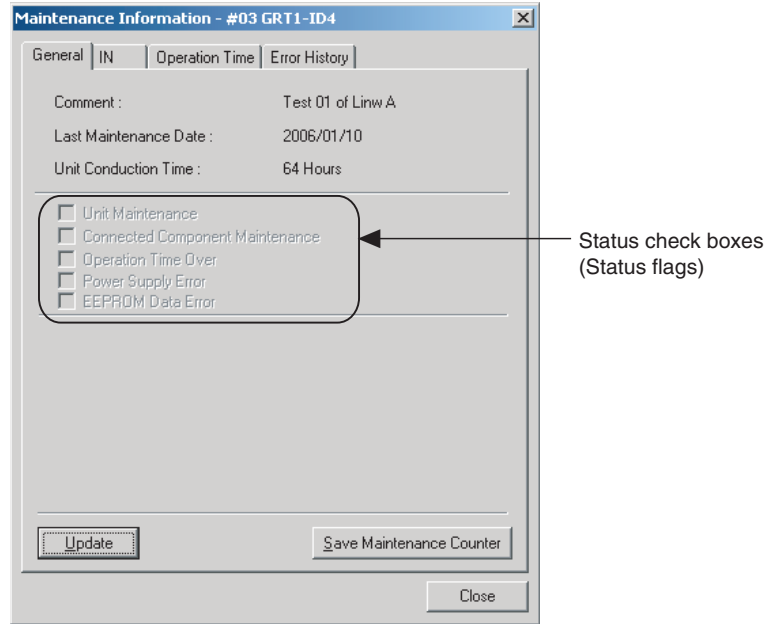 Maintenance Information - #03 GRT1-ID4
General IN Operation Time Error History
Comment : Test 01 of Linw A
Last Maintenance Date : 2006/01/10
Unit Conduction Time : 64 Hours
Unit Maintenance
Connected Component Maintenance
Operation Time Over
Power Supply Error
EEPROM Data Error
Status check boxes
(Status flags)
Update Save Maintenance Counter
Close